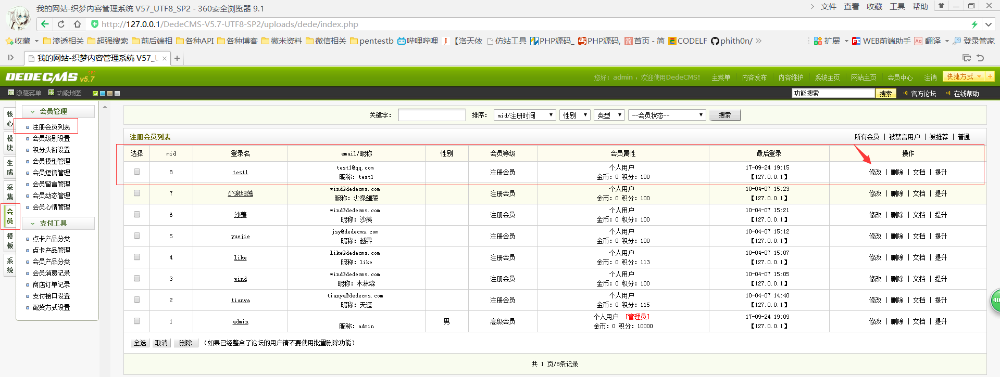 我的网站-织梦内容管理系统 V57_UTF8_SP2 - 360安全浏览器 9.1
文件 查看 收藏 工具 帮助
http://127.0.0.1/DedeCMS-V5.7-UTF8-SP2/uploads/dede/index.php
收藏 渗透相关 超强搜索 前后端相 各种API 各种博客 微米资料 微信相关 pentestb 哔哩哔哩 【洛天依 仿站工具 PHP源码_ PHP源码, 首页 - 简 CODELF phith0n/ 扩展 WEB前端助手 翻译 登录管家
我的网站-织梦内容管理系统 V57_U
DEDECMS v5.7
您好：admin ，欢迎使用DedeCMS! 主菜单 内容发布 内容维护 系统主页 网站主页 会员中心 注销 快捷方式
隐藏菜单 功能地图
功能搜索 搜索 官方论坛 在线帮助
核心
模块
生成
采集
会员
模板
系统
会员管理
注册会员列表
会员级别设置
积分头衔设置
会员模型管理
会员短信管理
会员留言管理
会员动态管理
会员心情管理
支付工具
点卡产品分类
点卡产品管理
会员产品分类
会员消费记录
商店订单记录
支付接口设置
配货方式设置
关键字： 排序： mid/注册时间 性别 类型 --会员状态-- 搜索
注册会员列表 所有会员 | 被禁言用户 | 被推荐 | 普通
选择 mid 登录名 email/昵称 性别 会员等级 会员属性 最后登录 操作
8 test1 test1@qq.com 昵称：test1 注册会员 个人用户 金币：0 积分：100 17-09-24 19:15 【127.0.0.1】 修改 | 删除 | 文档 | 提升
7 尐湶細蕩 wind@dedecms.com 昵称：尐湶細蕩 注册会员 个人用户 金币：0 积分：100 10-04-07 15:23 【127.0.0.1】 修改 | 删除 | 文档 | 提升
6 沙羡 wind@dedecms.com 昵称：沙羡 注册会员 个人用户 金币：0 积分：100 10-04-07 15:21 【127.0.0.1】 修改 | 删除 | 文档 | 提升
5 yuejie jsy@dedecms.com 昵称：越界 注册会员 个人用户 金币：0 积分：100 10-04-07 15:12 【127.0.0.1】 修改 | 删除 | 文档 | 提升
4 like like@dedecms.com 昵称：like 注册会员 个人用户 金币：0 积分：113 10-04-07 15:07 【127.0.0.1】 修改 | 删除 | 文档 | 提升
3 wind wind@dedecms.com 昵称：木林森 注册会员 个人用户 金币：0 积分：100 10-04-07 15:05 【127.0.0.1】 修改 | 删除 | 文档 | 提升
2 tianya tianya@dedecms.com 昵称：天涯 注册会员 个人用户 金币：0 积分：115 10-04-07 14:40 【127.0.0.1】 修改 | 删除 | 文档 | 提升
1 admin 昵称：admin 男 高级会员 个人用户 [管理员] 金币：0 积分：10000 17-09-24 19:09 【127.0.0.1】 修改 | 删除 | 文档 | 提升
全选 取消 删除 （如果已经整合了论坛的用户请不要使用批量删除功能）
共 1 页/8条记录
40